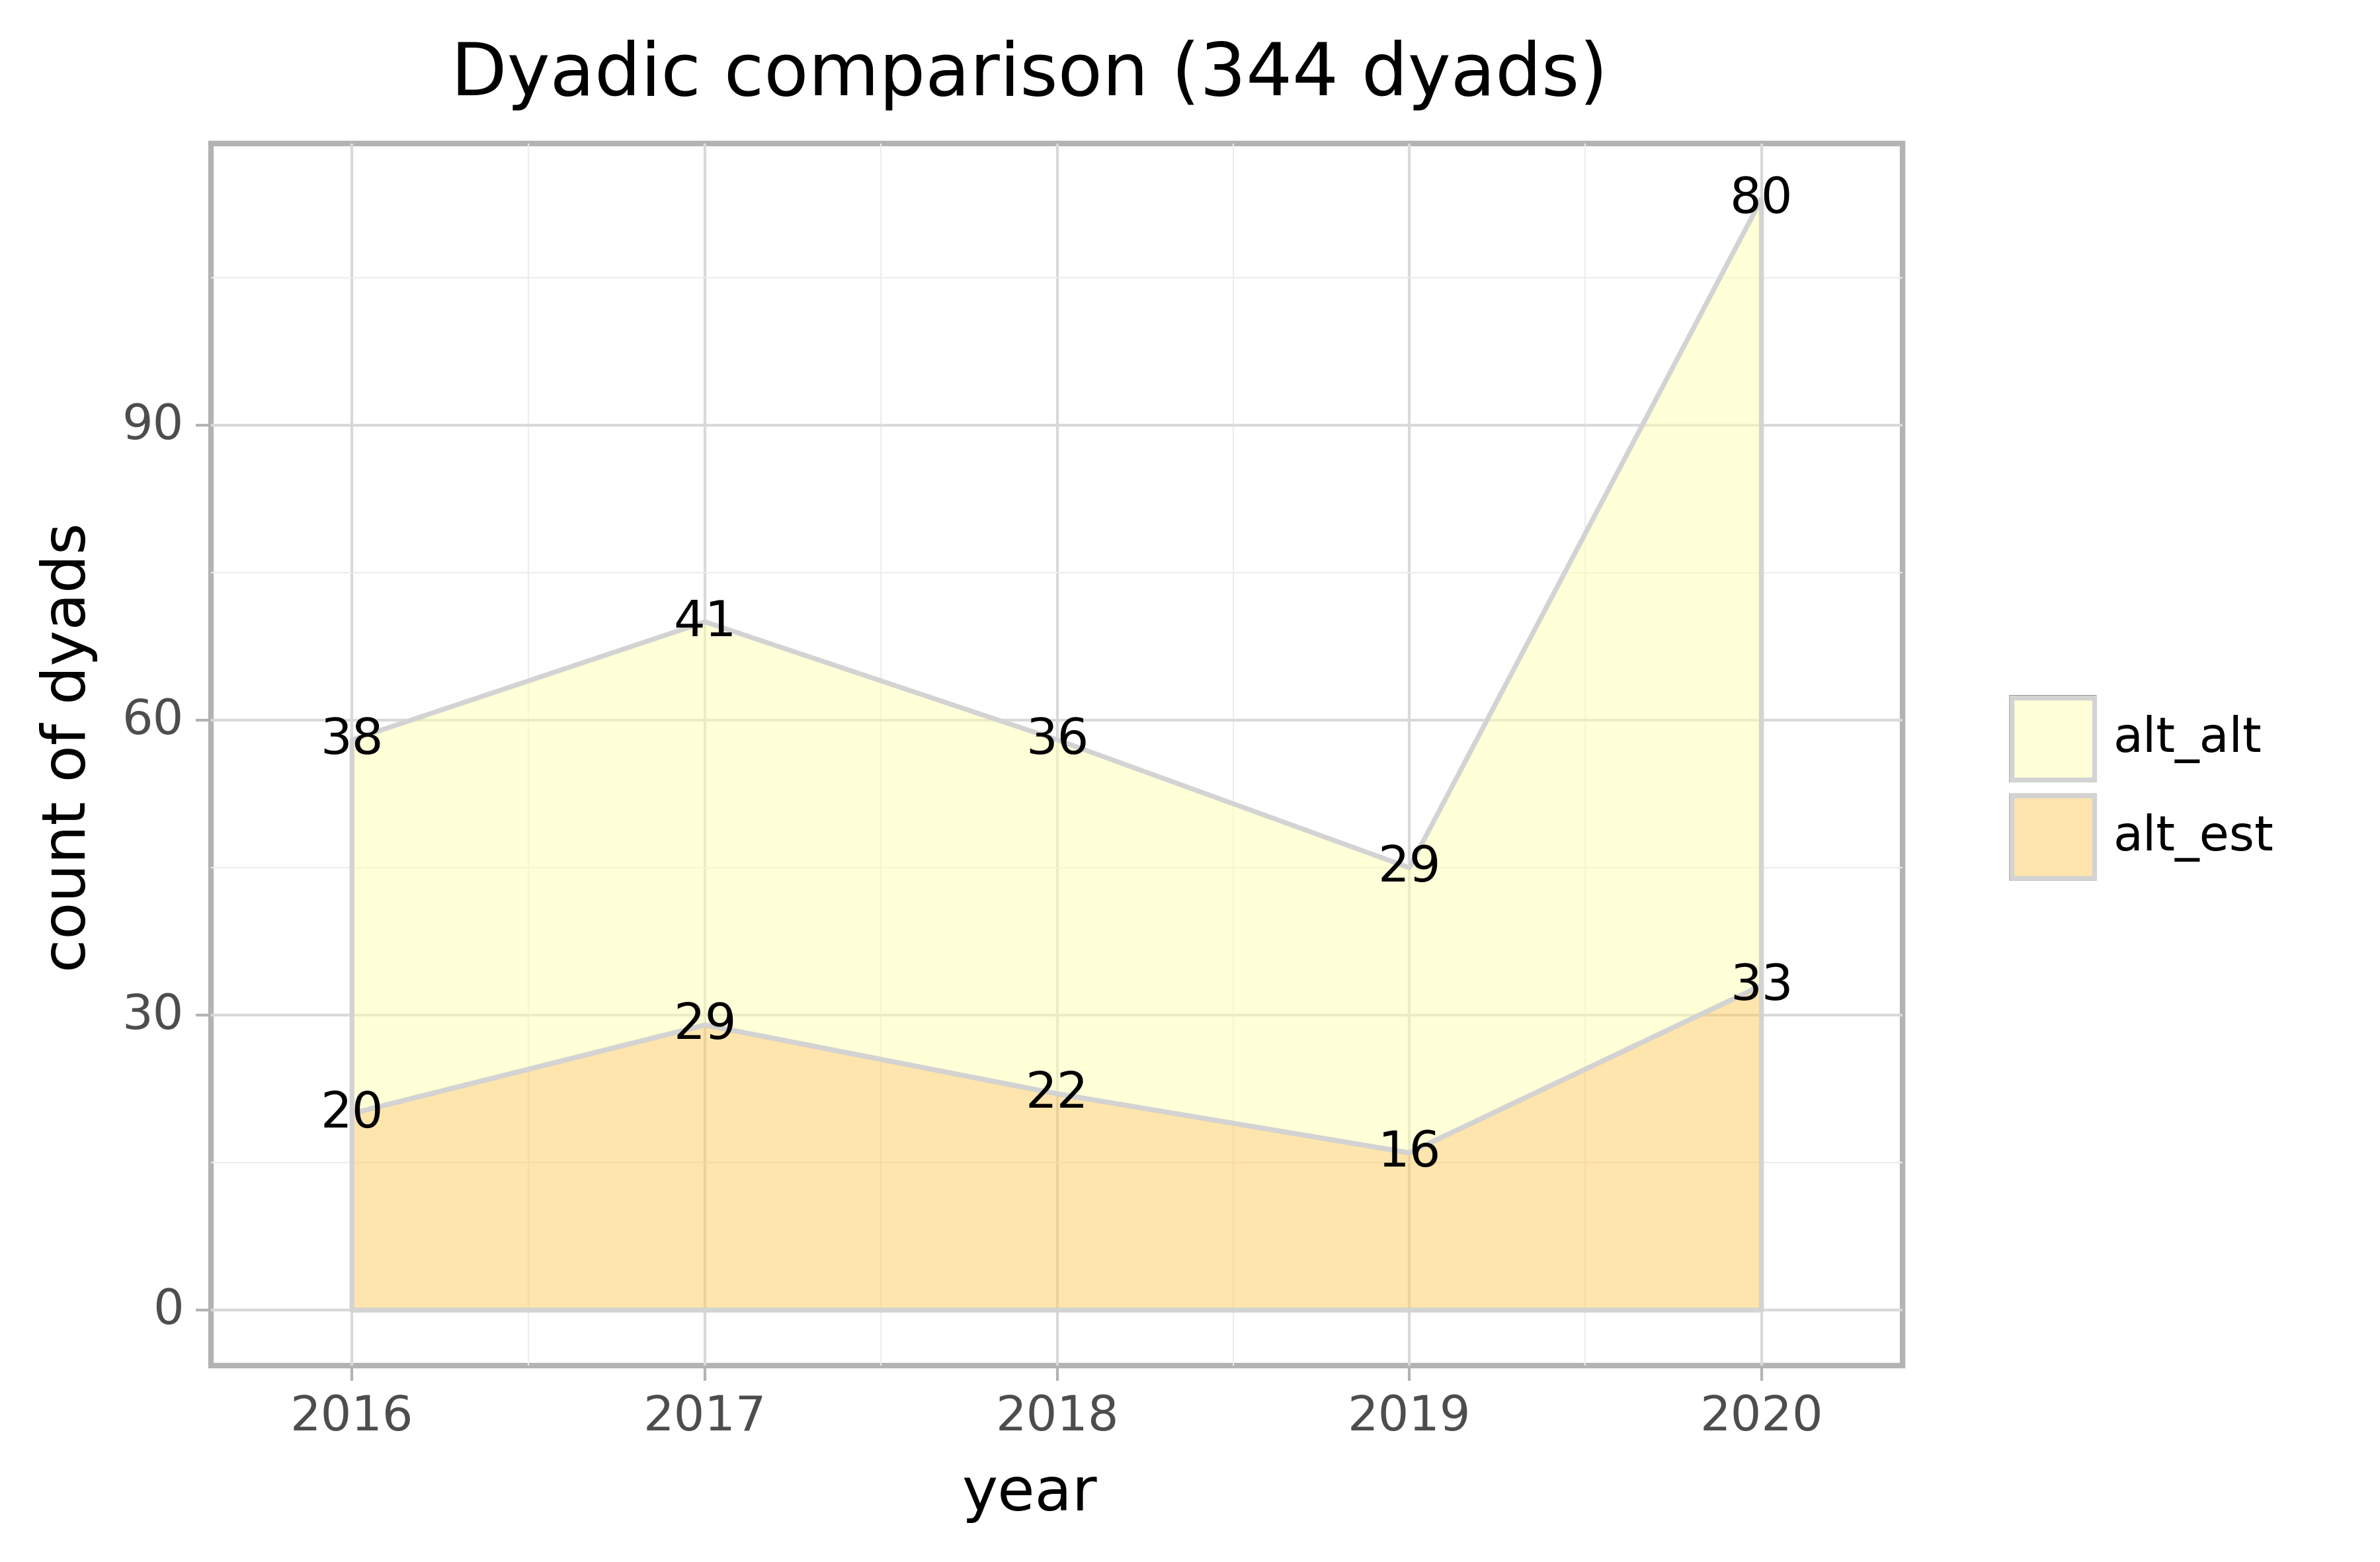 Dyadic comparison (344 dyads)
count of dyads
90
60
30
0
80
41
38
36
29
33
29
20
22
16
2016 2017 2018 2019 2020
year
alt_alt
alt_est